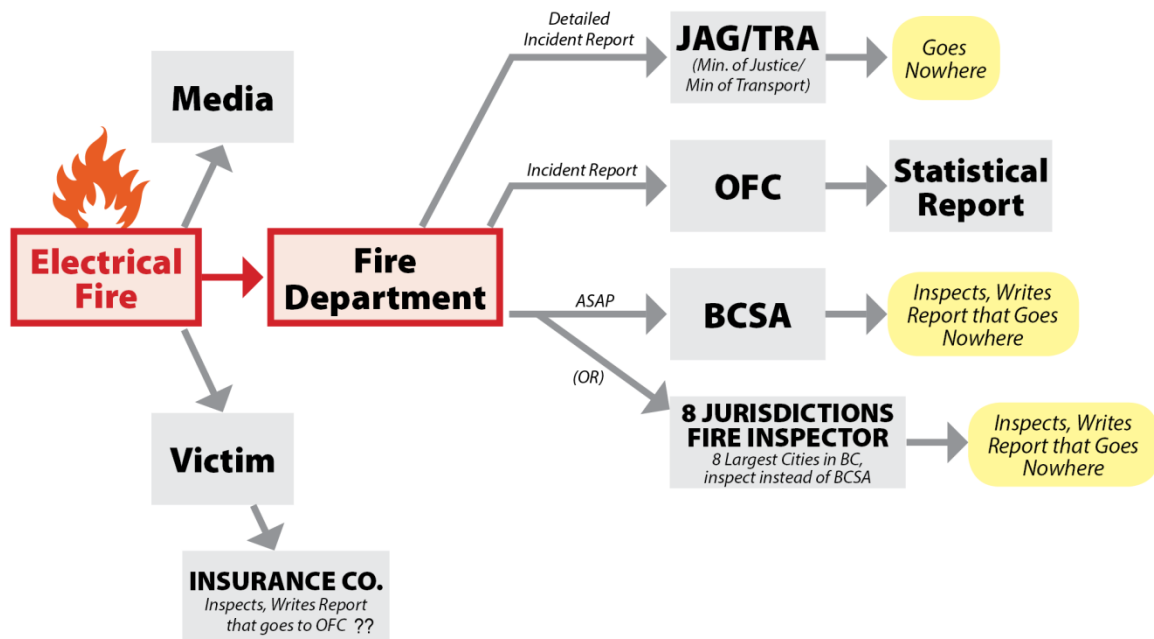 Media
Electrical
Fire
Fire
Department
Victim
INSURANCE CO.
Inspects, Writes Report
that goes to OFC ??
Detailed
Incident Report
JAG/TRA
(Min. of Justice/
Min of Transport)
Goes
Nowhere
Incident Report
OFC
Statistical
Report
ASAP
BCSA
Inspects, Writes
Report that Goes
Nowhere
(OR)
8 JURISDICTIONS
FIRE INSPECTOR
8 Largest Cities in BC,
inspect instead of BCSA
Inspects, Writes
Report that Goes
Nowhere